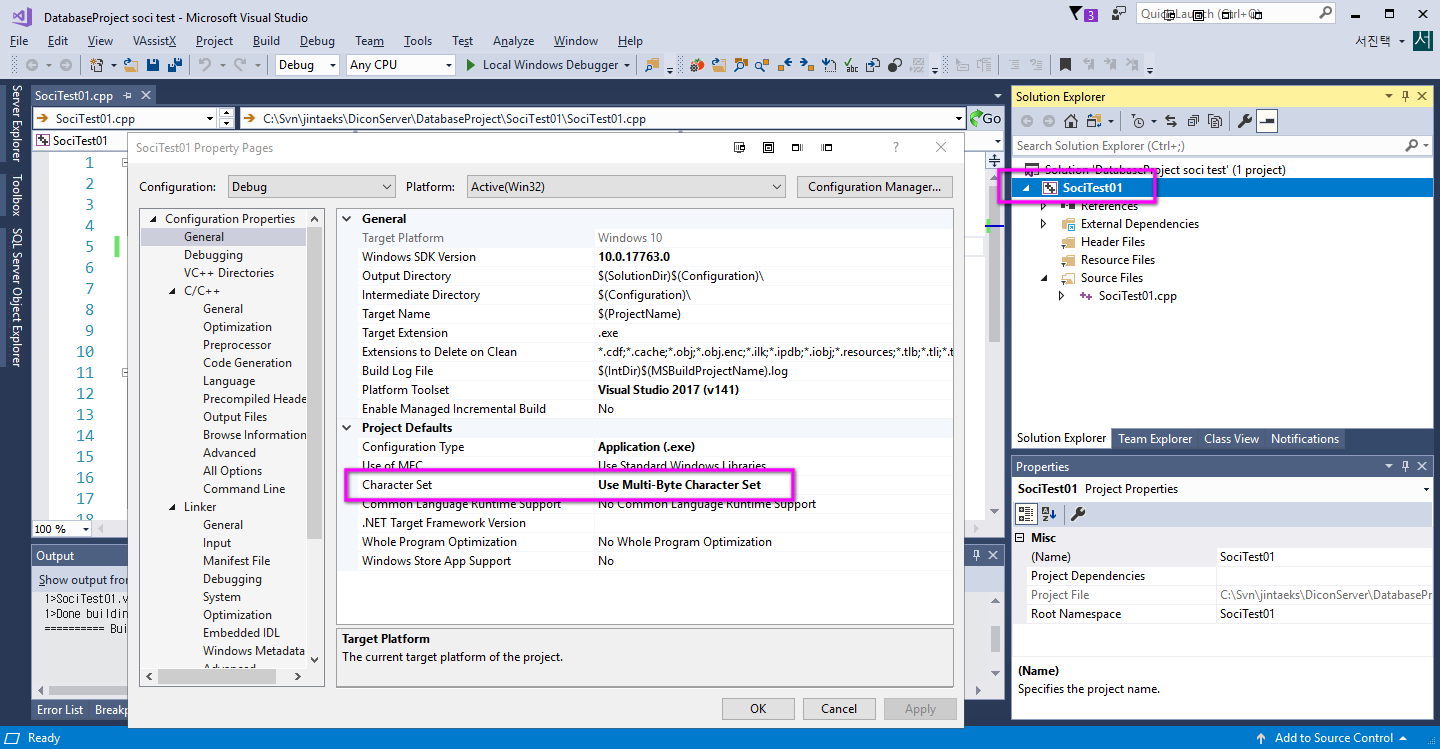 DatabaseProject soci test - Microsoft Visual Studio
3
Quick Launch (Ctrl+Q)
File Edit View VAssistX Project Build Debug Team Tools Test Analyze Window Help
서진택 서
Debug Any CPU Local Windows Debugger
Server Explorer
Toolbox
SQL Server Object Explorer
SociTest01.cpp
SociTest01.cpp C:\Svn\jintaeks\DiconServer\DatabaseProject\SociTest01\SociTest01.cpp Go
SociTest01
1
2
3
4
5
6
7
8
9
10
11
12
13
14
15
16
17
18
100 %
SociTest01 Property Pages ?
Configuration: Debug Platform: Active(Win32) Configuration Manager...
Configuration Properties
General
Debugging
VC++ Directories
C/C++
General
Optimization
Preprocessor
Code Generation
Language
Precompiled Heade
Output Files
Browse Information
Advanced
All Options
Command Line
Linker
General
Input
Manifest File
Debugging
System
Optimization
Embedded IDL
Windows Metadata
Advanced
General
Target Platform Windows 10
Windows SDK Version 10.0.17763.0
Output Directory $(SolutionDir)$(Configuration)\
Intermediate Directory $(Configuration)\
Target Name $(ProjectName)
Target Extension .exe
Extensions to Delete on Clean *.cdf;*.cache;*.obj;*.obj.enc;*.ilk;*.ipdb;*.iobj;*.resources;*.tlb;*.tli;*.t
Build Log File $(IntDir)$(MSBuildProjectName).log
Platform Toolset Visual Studio 2017 (v141)
Enable Managed Incremental Build No
Project Defaults
Configuration Type Application (.exe)
Use of MFC Use Standard Windows Libraries
Character Set Use Multi-Byte Character Set
Common Language Runtime Support No Common Language Runtime Support
.NET Target Framework Version
Whole Program Optimization No Whole Program Optimization
Windows Store App Support No
Target Platform
The current target platform of the project.
OK Cancel Apply
Output
Show output from
1>SociTest01.v
1>Done buildin
========== Bui
Error List Breakp
Solution Explorer
Search Solution Explorer (Ctrl+;)
Solution 'DatabaseProject soci test' (1 project)
SociTest01
References
External Dependencies
Header Files
Resource Files
Source Files
SociTest01.cpp
Solution Explorer Team Explorer Class View Notifications
Properties
SociTest01 Project Properties
Misc
(Name) SociTest01
Project Dependencies
Project File C:\Svn\jintaeks\DiconServer\DatabasePr
Root Namespace SociTest01
(Name)
Specifies the project name.
Ready Add to Source Control